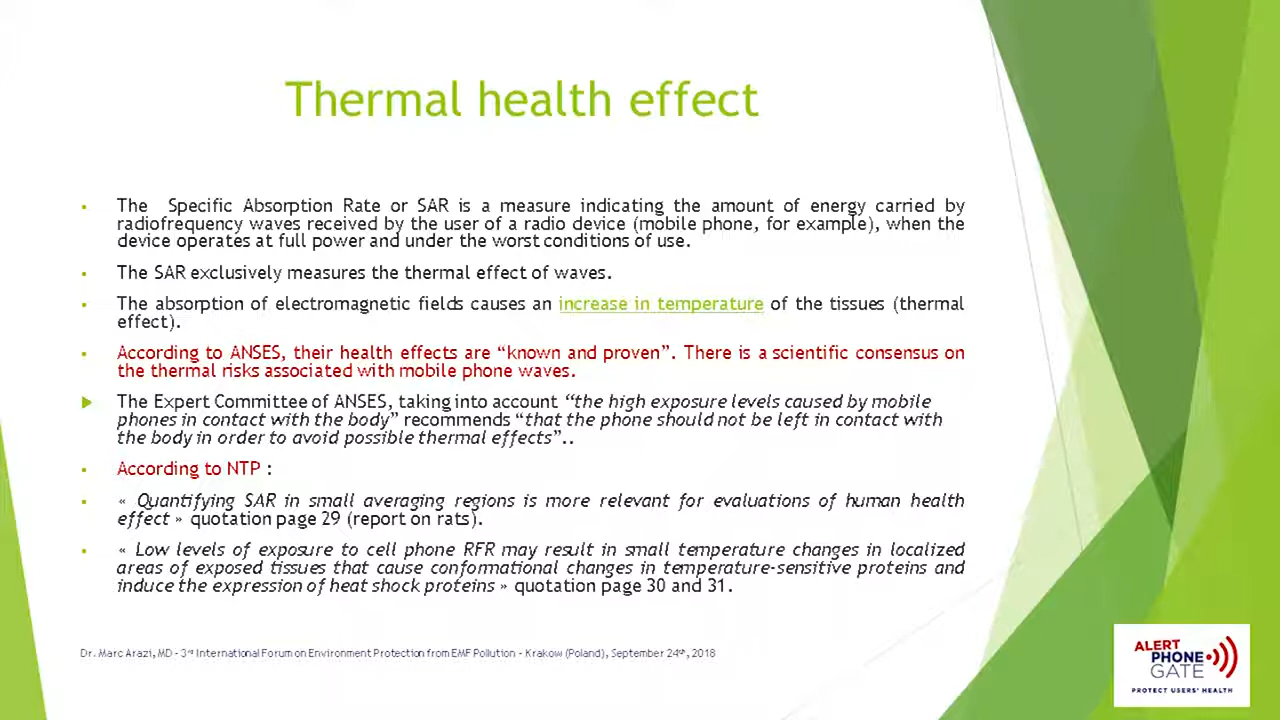 Thermal health effect
The Specific Absorption Rate or SAR is a measure indicating the amount of energy carried by
radiofrequency waves received by the user of a radio device (mobile phone, for example), when the
device operates at full power and under the worst conditions of use.
The SAR exclusively measures the thermal effect of waves.
The absorption of electromagnetic fields causes an increase in temperature of the tissues (thermal
effect).
According to ANSES, their health effects are “known and proven”. There is a scientific consensus on
the thermal risks associated with mobile phone waves.
The Expert Committee of ANSES, taking into account “the high exposure levels caused by mobile
phones in contact with the body” recommends “that the phone should not be left in contact with
the body in order to avoid possible thermal effects”..
According to NTP :
« Quantifying SAR in small averaging regions is more relevant for evaluations of human health
effect » quotation page 29 (report on rats).
« Low levels of exposure to cell phone RFR may result in small temperature changes in localized
areas of exposed tissues that cause conformational changes in temperature-sensitive proteins and
induce the expression of heat shock proteins » quotation page 30 and 31.
Dr. Marc Arazi, MD - 3rd International Forum on Environment Protection from EMF Pollution - Krakow (Poland), September 24th, 2018
ALERT
PHONE
GATE
PROTECT USERS' HEALTH